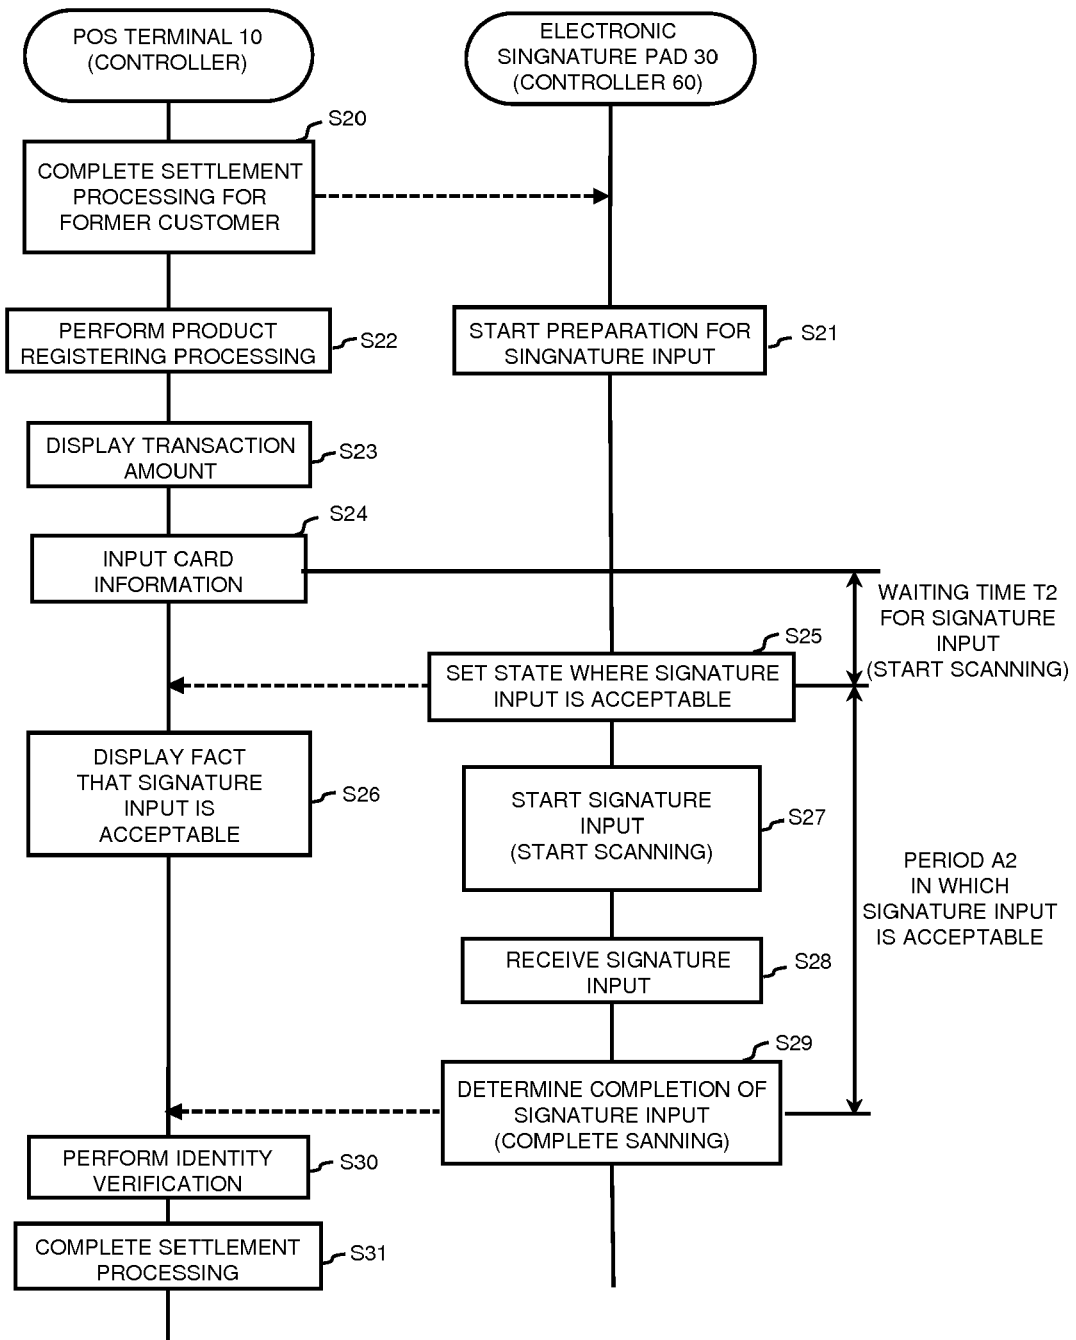 POS TERMINAL 10
(CONTROLLER)
ELECTRONIC
SINGNATURE PAD 30
(CONTROLLER 60)
S20
COMPLETE SETTLEMENT
PROCESSING FOR
FORMER CUSTOMER
PERFORM PRODUCT
REGISTERING PROCESSING
S22
START PREPARATION FOR
SINGNATURE INPUT
S21
DISPLAY TRANSACTION
AMOUNT
S23
S24
INPUT CARD
INFORMATION
WAITING TIME T2
FOR SIGNATURE
INPUT
(START SCANNING)
S25
SET STATE WHERE SIGNATURE
INPUT IS ACCEPTABLE
DISPLAY FACT
THAT SIGNATURE
INPUT IS
ACCEPTABLE
S26
START SIGNATURE
INPUT
(START SCANNING)
S27
PERIOD A2
IN WHICH
SIGNATURE INPUT
IS ACCEPTABLE
RECEIVE SIGNATURE
INPUT
S28
S29
DETERMINE COMPLETION OF
SIGNATURE INPUT
(COMPLETE SANNING)
PERFORM IDENTITY
VERIFICATION
S30
COMPLETE SETTLEMENT
PROCESSING
S31